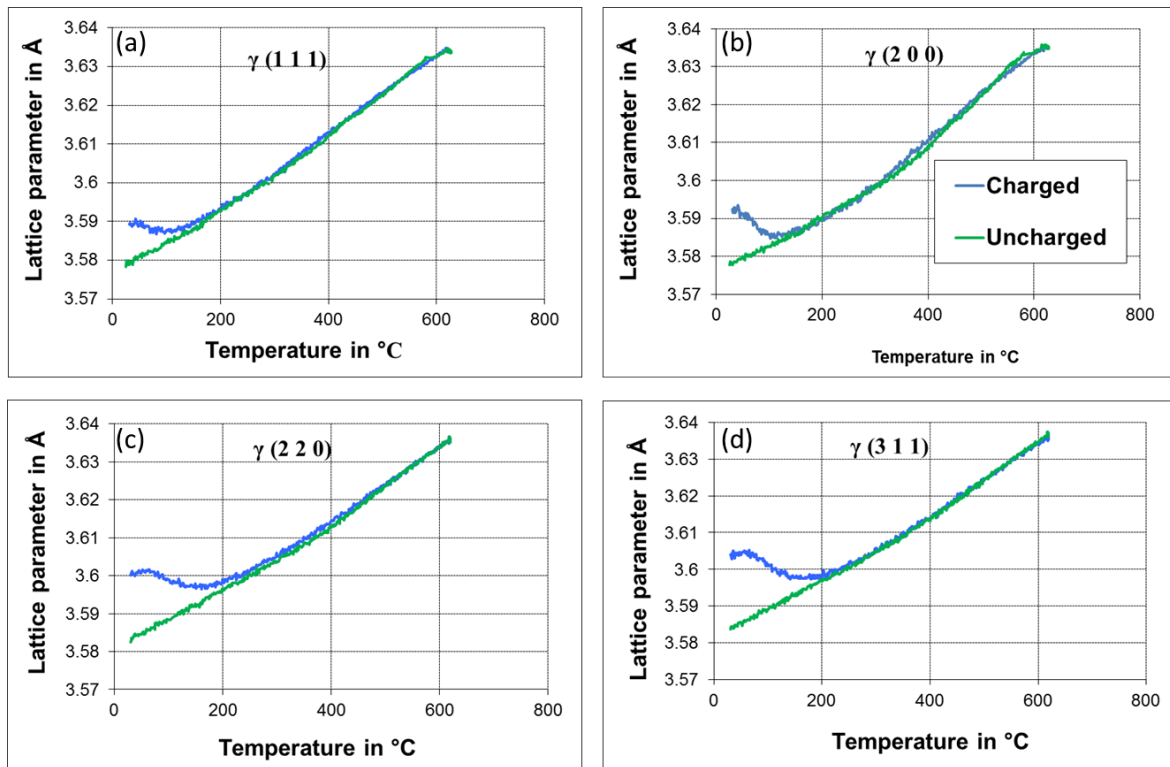 (a)
γ (1 1 1)
Lattice parameter in Å
3.64
3.63
3.62
3.61
3.6
3.59
3.58
3.57
0 200 400 600 800
Temperature in °C
(b)
γ (2 0 0)
Lattice parameter in Å
3.64
3.63
3.62
3.61
3.6
3.59
3.58
3.57
0 200 400 600 800
Temperature in °C
Charged
Uncharged
(c)
γ (2 2 0)
Lattice parameter in Å
3.64
3.63
3.62
3.61
3.6
3.59
3.58
3.57
0 200 400 600 800
Temperature in °C
(d)
γ (3 1 1)
Lattice parameter in Å
3.64
3.63
3.62
3.61
3.6
3.59
3.58
3.57
0 200 400 600 800
Temperature in °C